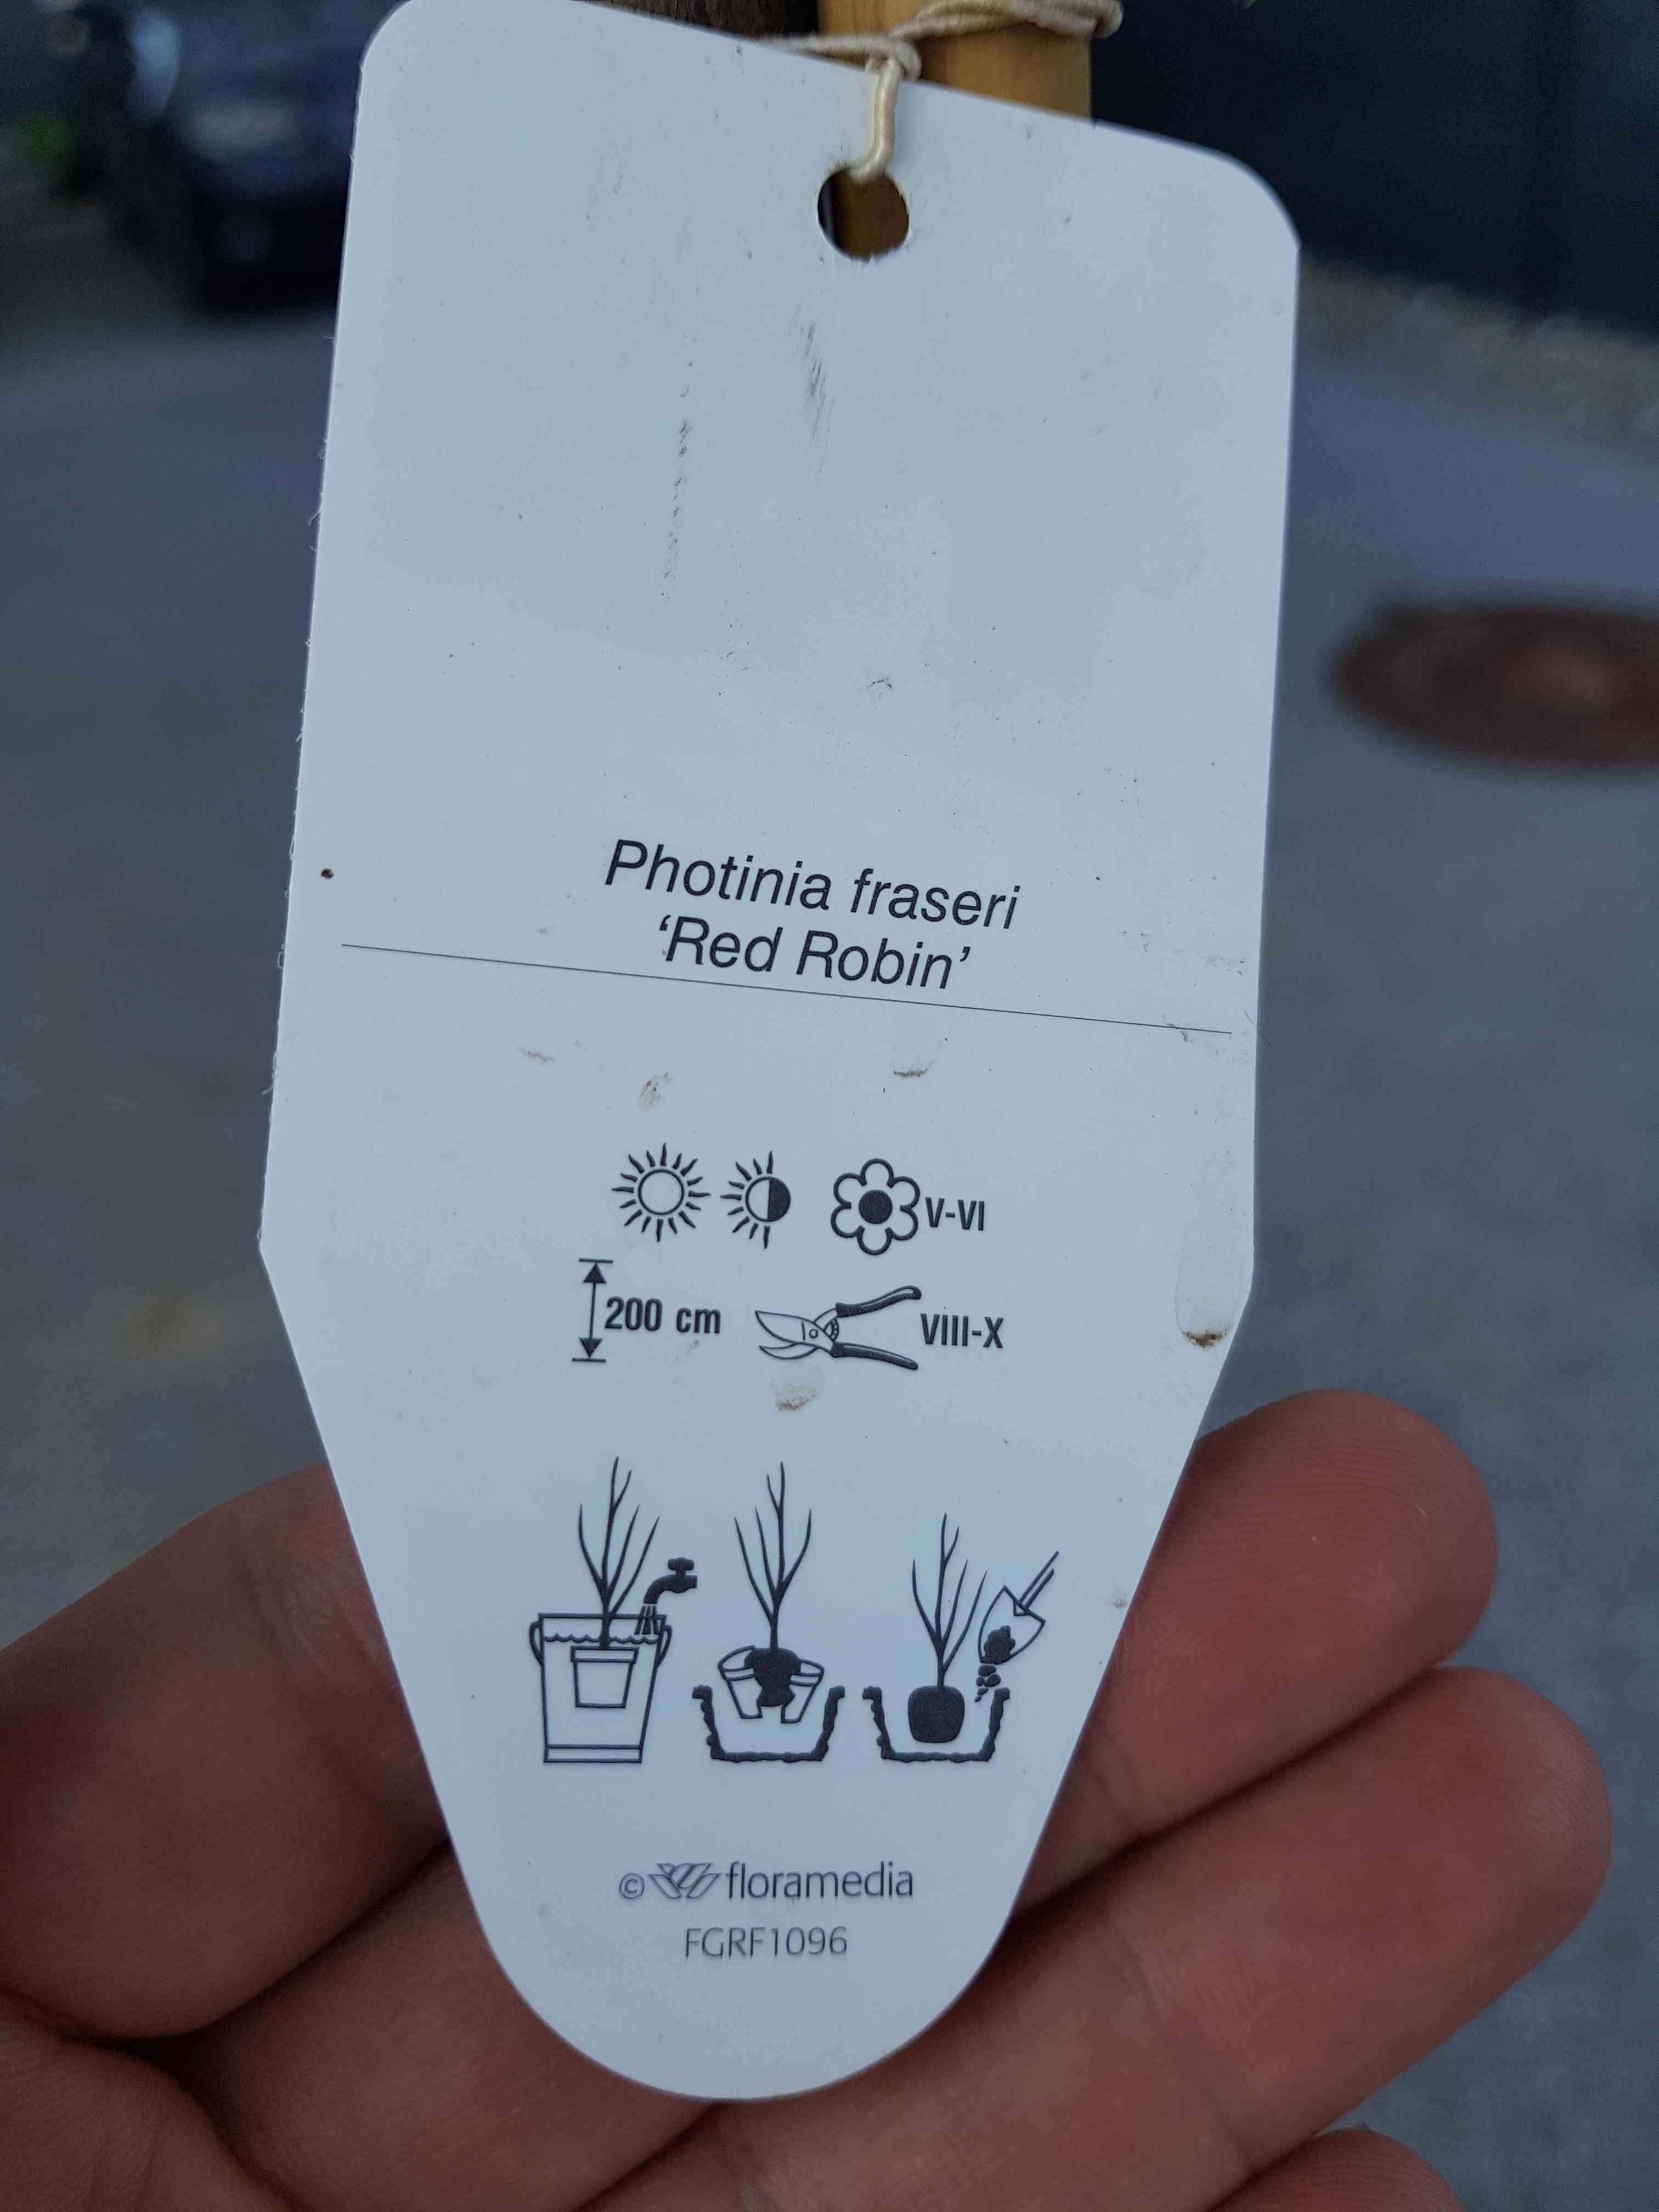 Photinia fraseri
‘Red Robin’
V-VI
200 cm
VIII-X
© floramedia
FGRF1096